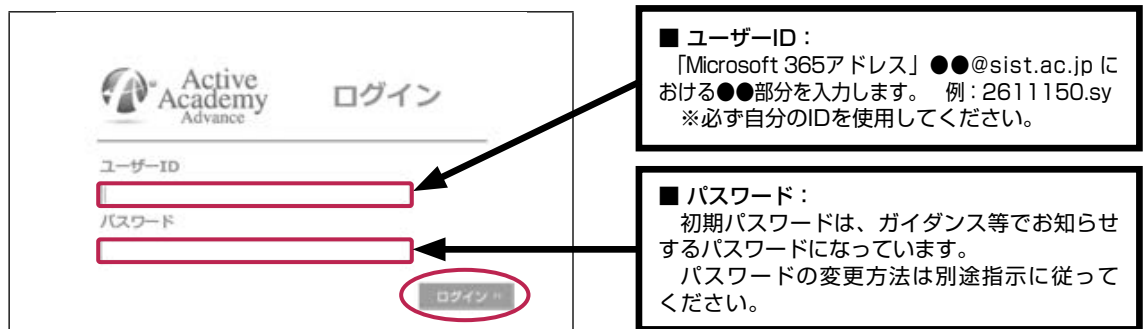 Active
Academy
Advance
ログイン
ユーザーID
パスワード
ログイン »
■ ユーザーID：
「Microsoft 365アドレス」●●@sist.ac.jp に
おける●●部分を入力します。　例：2611150.sy
※必ず自分のIDを使用してください。
■ パスワード：
初期パスワードは、ガイダンス等でお知らせ
するパスワードになっています。
パスワードの変更方法は別途指示に従って
ください。